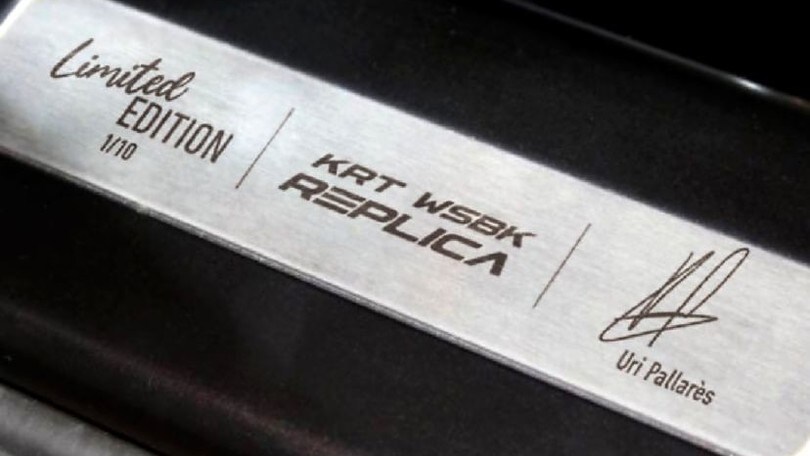 Limited
EDITION
1/10
KRT WSBK
REPLICA
Uri Pallarès